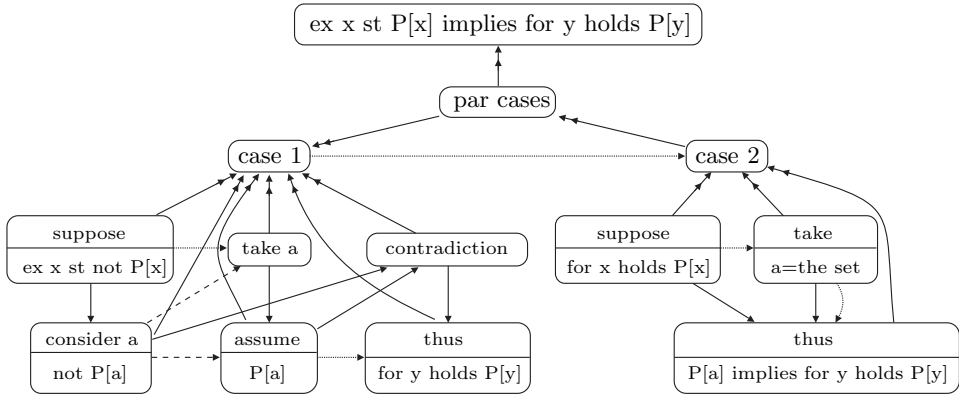 ex x st P[x] implies for y holds P[y]
par cases
case 1
case 2
suppose
ex x st not P[x]
take a
contradiction
suppose
for x holds P[x]
take
a=the set
consider a
not P[a]
assume
P[a]
thus
for y holds P[y]
thus
P[a] implies for y holds P[y]